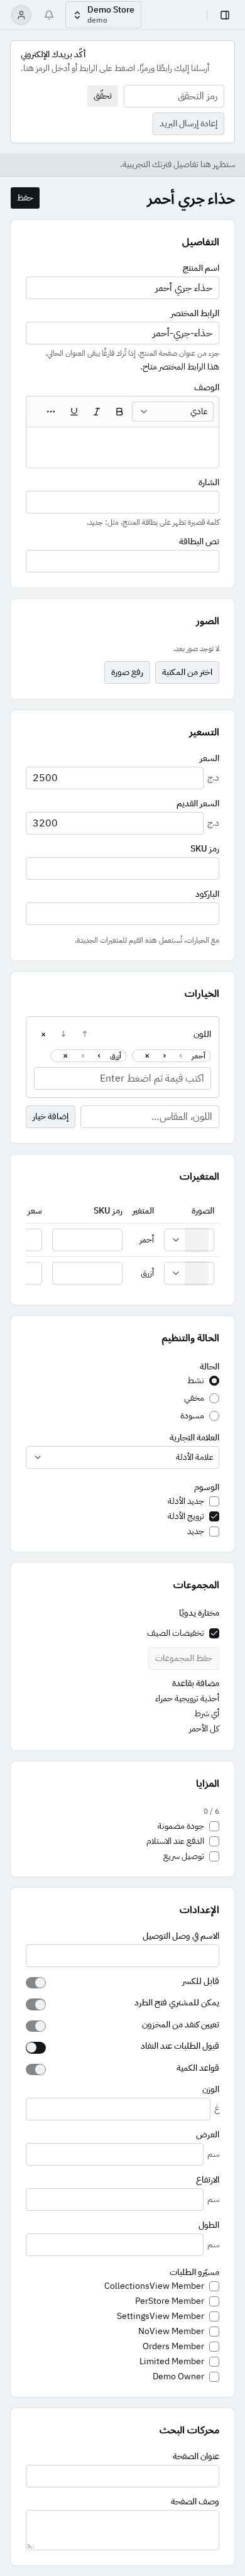 Demo Store
demo
أكّد بريدك الإلكتروني
أرسلنا إليك رابطًا ورمزًا. اضغط على الرابط أو أدخل الرمز هنا.
رمز التحقق
تحقّق
إعادة إرسال البريد
ستظهر هنا تفاصيل فترتك التجريبية.
حذاء جري أحمر
حفظ
التفاصيل
اسم المنتج
حذاء جري أحمر
الرابط المختصر
حذاء-جري-أحمر
جزء من عنوان صفحة المنتج. إذا تُرك فارغًا يبقى العنوان الحالي.
هذا الرابط المختصر متاح.
الوصف
عادي
B I U
الشارة
كلمة قصيرة تظهر على بطاقة المنتج، مثل: جديد.
نص البطاقة
الصور
لا توجد صور بعد.
اختر من المكتبة
رفع صورة
التسعير
السعر
د.ج
2500
السعر القديم
د.ج
3200
رمز SKU
الباركود
مع الخيارات، تُستعمل هذه القيم للمتغيرات الجديدة.
الخيارات
اللون
أحمر
أزرق
اكتب قيمة ثم اضغط Enter
اللون، المقاس…
إضافة خيار
المتغيرات
الصورة
المتغير
رمز SKU
سعر
أحمر
أزرق
الحالة والتنظيم
الحالة
نشط
مخفي
مسودة
العلامة التجارية
علامة الأدلة
الوسوم
جديد الأدلة
ترويج الأدلة
جديد
المجموعات
مختارة يدويًا
تخفيضات الصيف
حفظ المجموعات
مضافة بقاعدة
أحذية ترويجية حمراء
أي شرط
كل الأحمر
المزايا
0 / 6
جودة مضمونة
الدفع عند الاستلام
توصيل سريع
الإعدادات
الاسم في وصل التوصيل
قابل للكسر
يمكن للمشتري فتح الطرد
تعيين كنفد من المخزون
قبول الطلبات عند النفاد
قواعد الكمية
الوزن
غ
العرض
سم
الارتفاع
سم
الطول
سم
مسيّرو الطلبات
CollectionsView Member
PerStore Member
SettingsView Member
NoView Member
Orders Member
Limited Member
Demo Owner
محركات البحث
عنوان الصفحة
وصف الصفحة